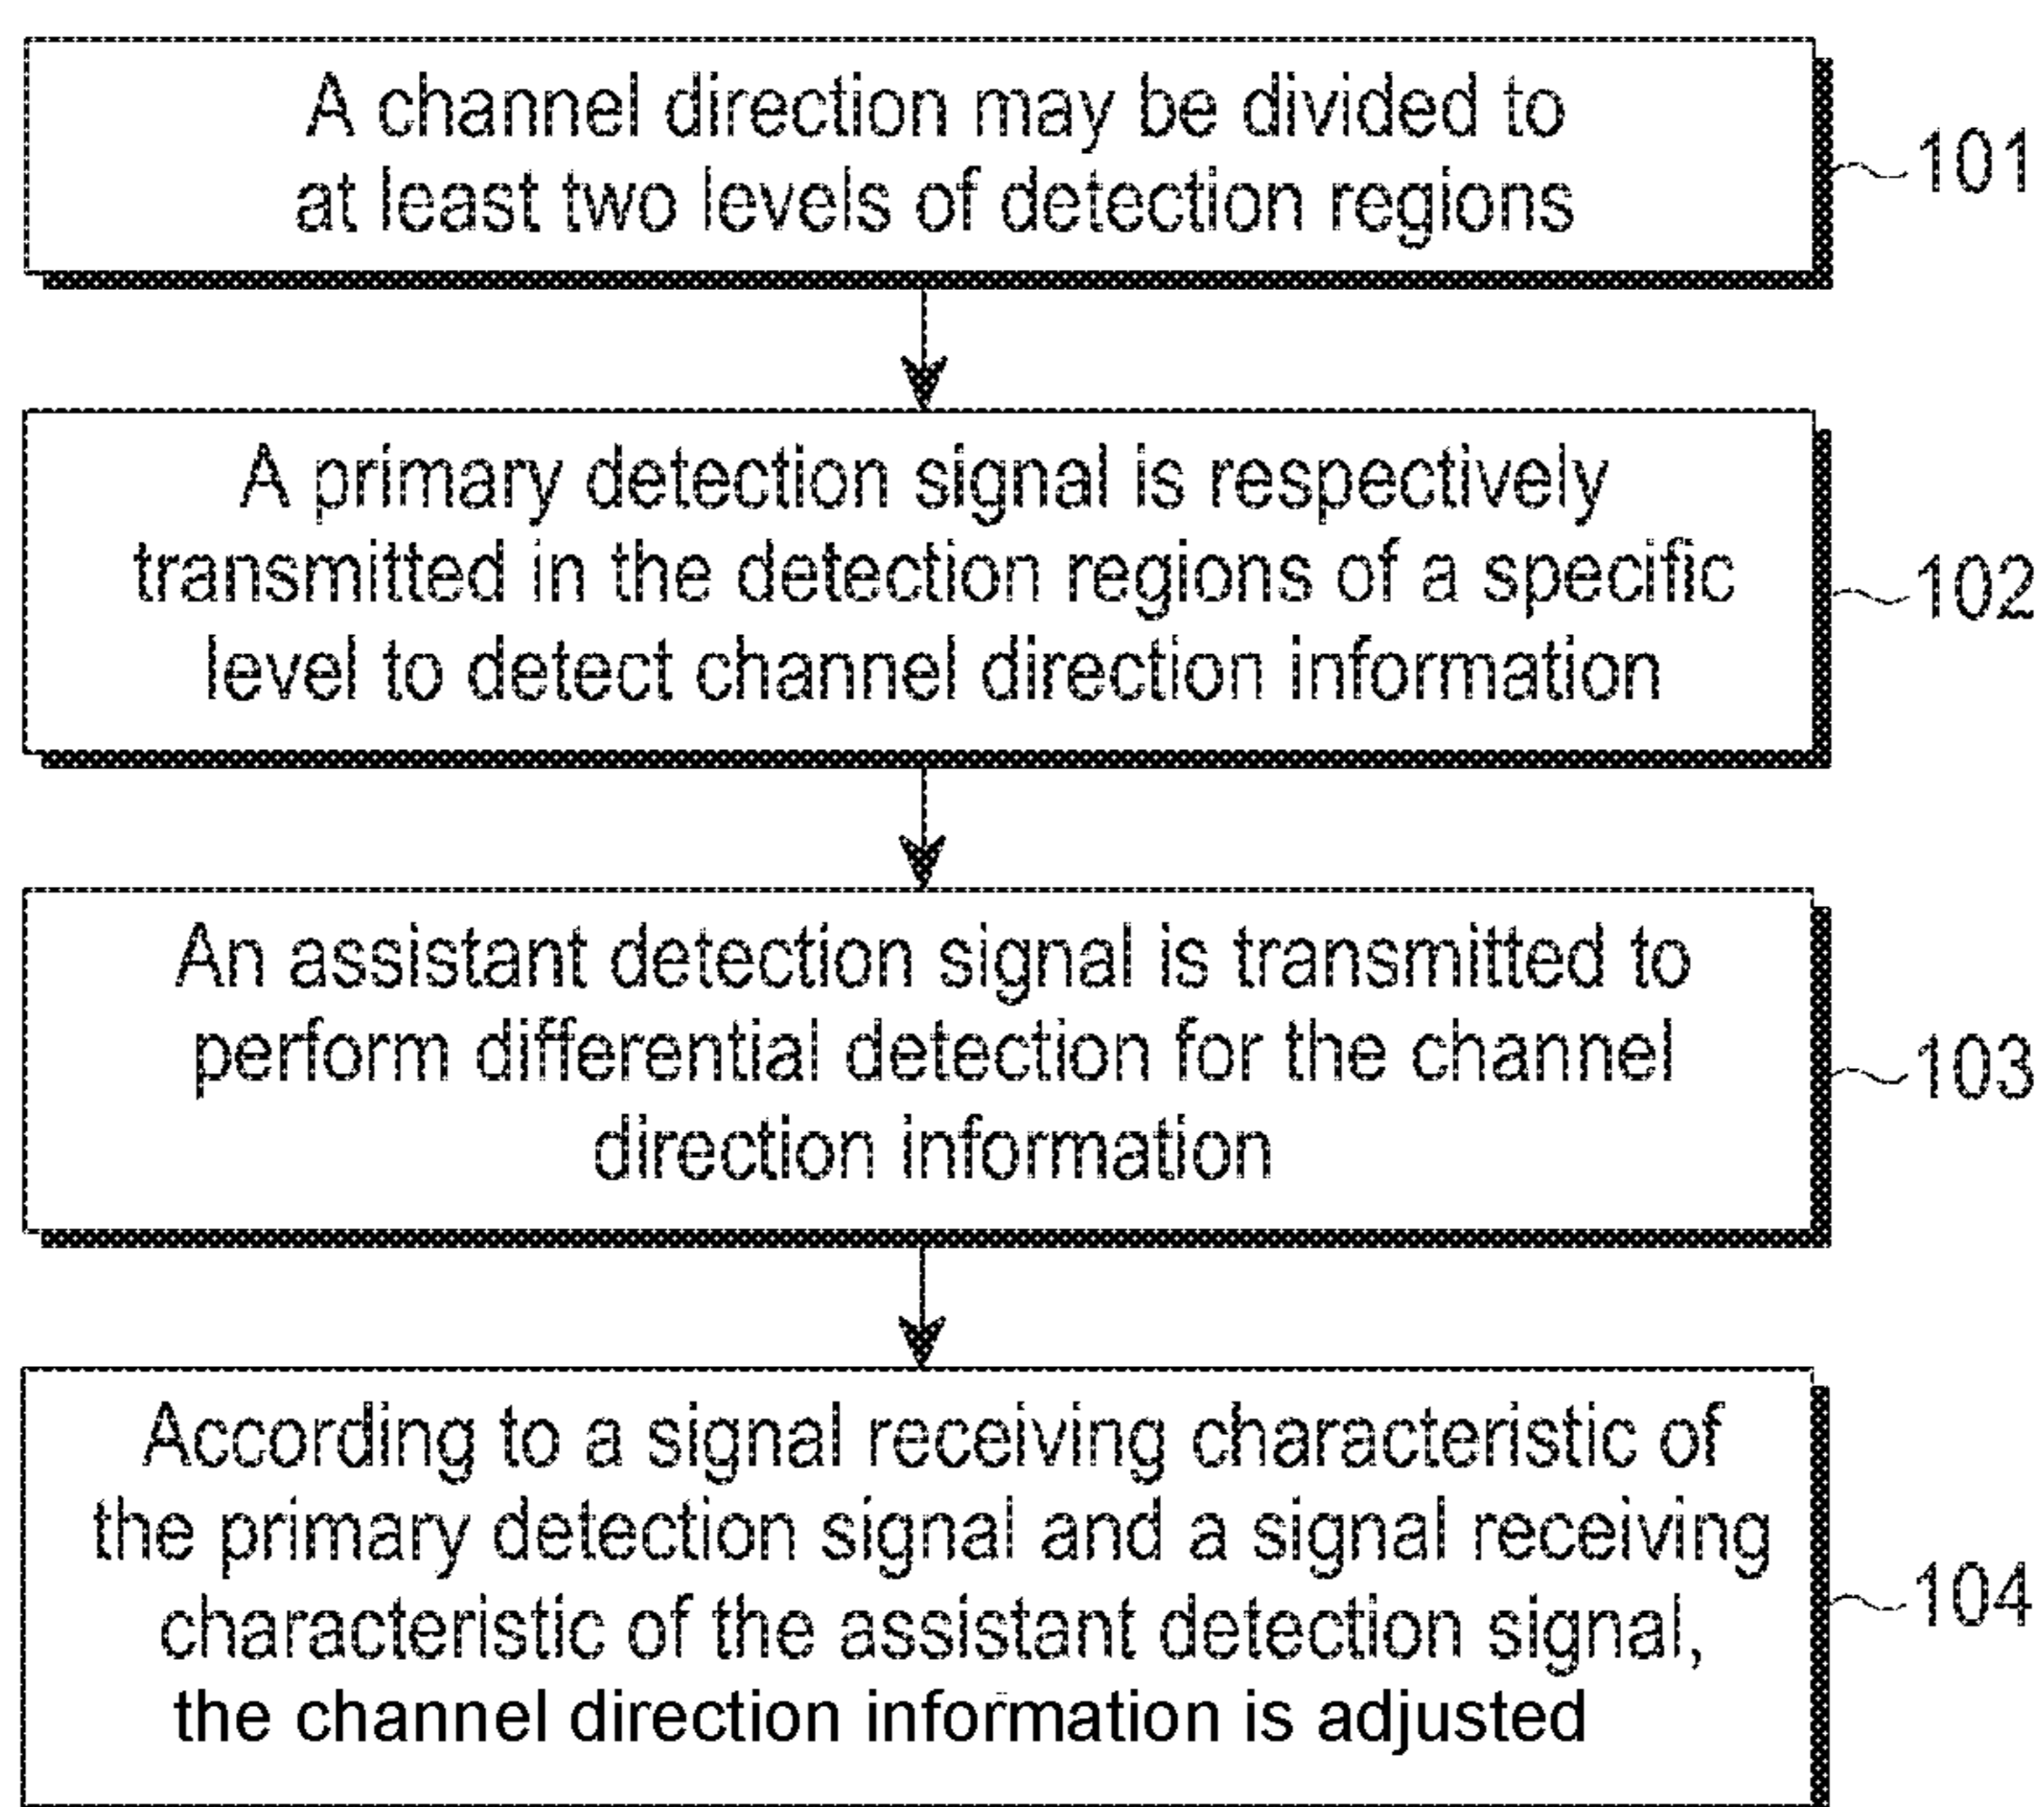 A channel direction may be divided to
at least two levels of detection regions
101
A primary detection signal is respectively
transmitted in the detection regions of a specific
level to detect channel direction information
102
An assistant detection signal is transmitted to
perform differential detection for the channel
direction information
103
According to a signal receiving characteristic of
the primary detection signal and a signal receiving
characteristic of the assistant detection signal,
the channel direction information is adjusted
104